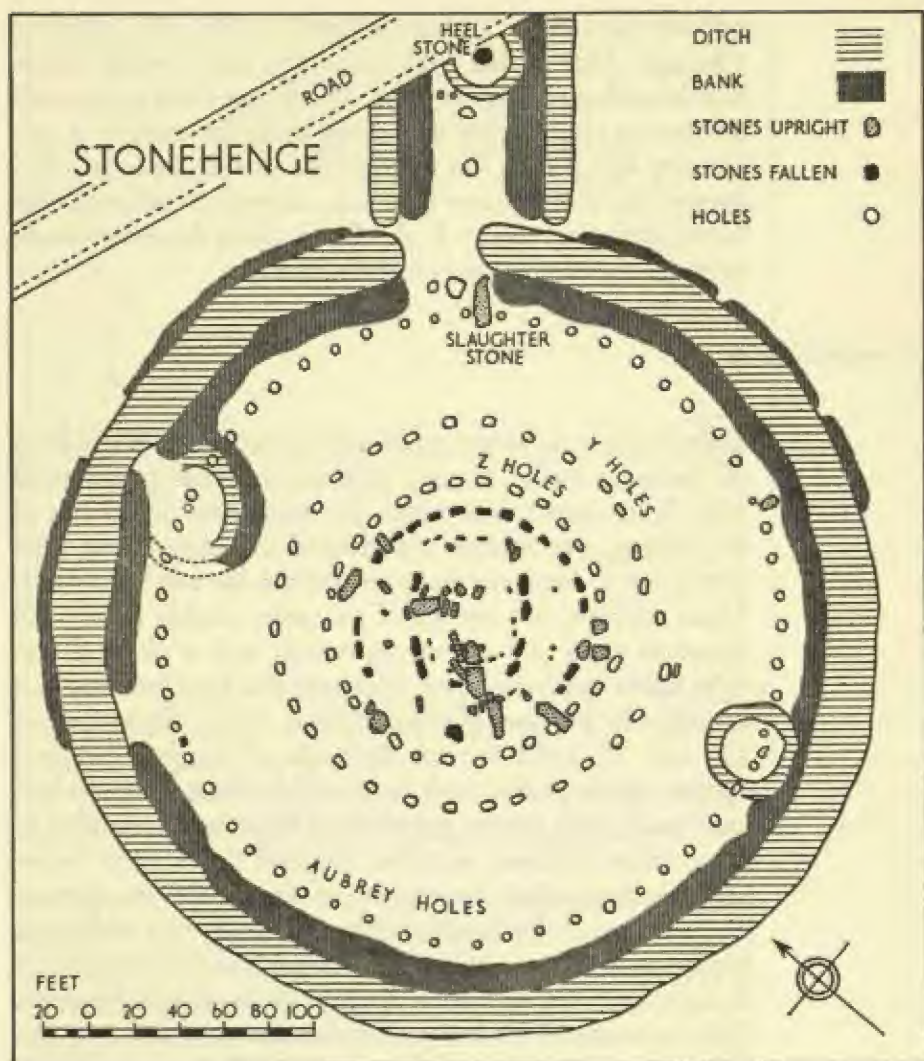 HEEL
STONE
ROAD
STONEHENGE
DITCH
BANK
STONES UPRIGHT
STONES FALLEN
HOLES
SLAUGHTER
STONE
Y HOLES
Z HOLES
AUBREY HOLES
FEET
20 0 20 40 60 80 100